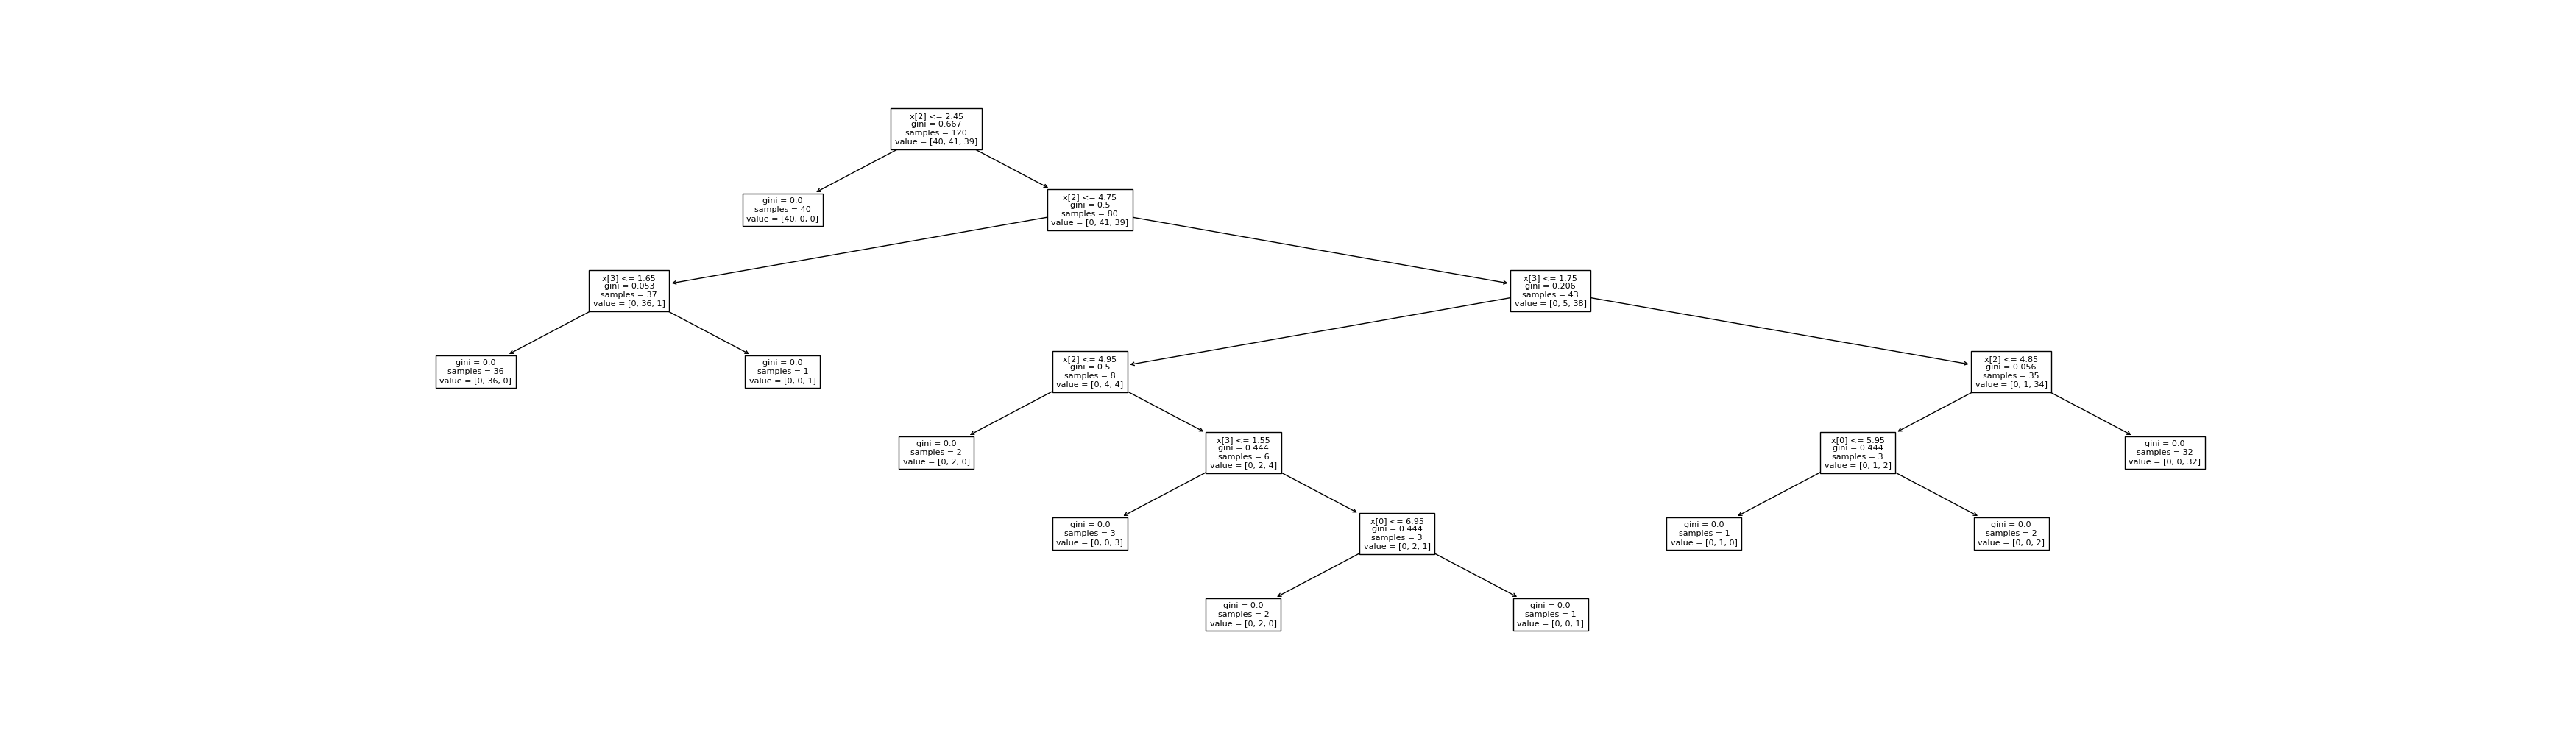 x[2] <= 2.45
gini = 0.667
samples = 120
value = [40, 41, 39]
gini = 0.0
samples = 40
value = [40, 0, 0]
x[2] <= 4.75
gini = 0.5
samples = 80
value = [0, 41, 39]
x[3] <= 1.65
gini = 0.053
samples = 37
value = [0, 36, 1]
x[3] <= 1.75
gini = 0.206
samples = 43
value = [0, 5, 38]
gini = 0.0
samples = 36
value = [0, 36, 0]
gini = 0.0
samples = 1
value = [0, 0, 1]
x[2] <= 4.95
gini = 0.5
samples = 8
value = [0, 4, 4]
x[2] <= 4.85
gini = 0.056
samples = 35
value = [0, 1, 34]
gini = 0.0
samples = 2
value = [0, 2, 0]
x[3] <= 1.55
gini = 0.444
samples = 6
value = [0, 2, 4]
x[0] <= 5.95
gini = 0.444
samples = 3
value = [0, 1, 2]
gini = 0.0
samples = 32
value = [0, 0, 32]
gini = 0.0
samples = 3
value = [0, 0, 3]
x[0] <= 6.95
gini = 0.444
samples = 3
value = [0, 2, 1]
gini = 0.0
samples = 1
value = [0, 1, 0]
gini = 0.0
samples = 2
value = [0, 0, 2]
gini = 0.0
samples = 2
value = [0, 2, 0]
gini = 0.0
samples = 1
value = [0, 0, 1]